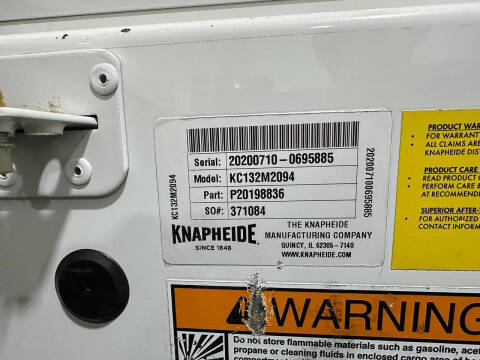 Serial: 20200710-0695885
Model: KC132M2094
Part: P20198836
SO#: 371084
KC132M2094
202007100695885
KNAPHEIDE
SINCE 1848
THE KNAPHEIDE
MANUFACTURING COMPANY
QUINCY, IL 62305-7140
WWW.KNAPHEIDE.COM
PRODUCT WAR
FOR WARRANT
ALL CLAIMS ARE
KNAPHEIDE DIS
PRODUCT CARE
READ PRODUCT
PERFORM CARE &
AT RECOMMENDE
SUPERIOR AFTER-
FOR AUTHORIZED
CONTACT INFORM
WARNING
Do not store flammable materials such as gasoline, ace
propane or cleaning fluids in enclosed cargo area of